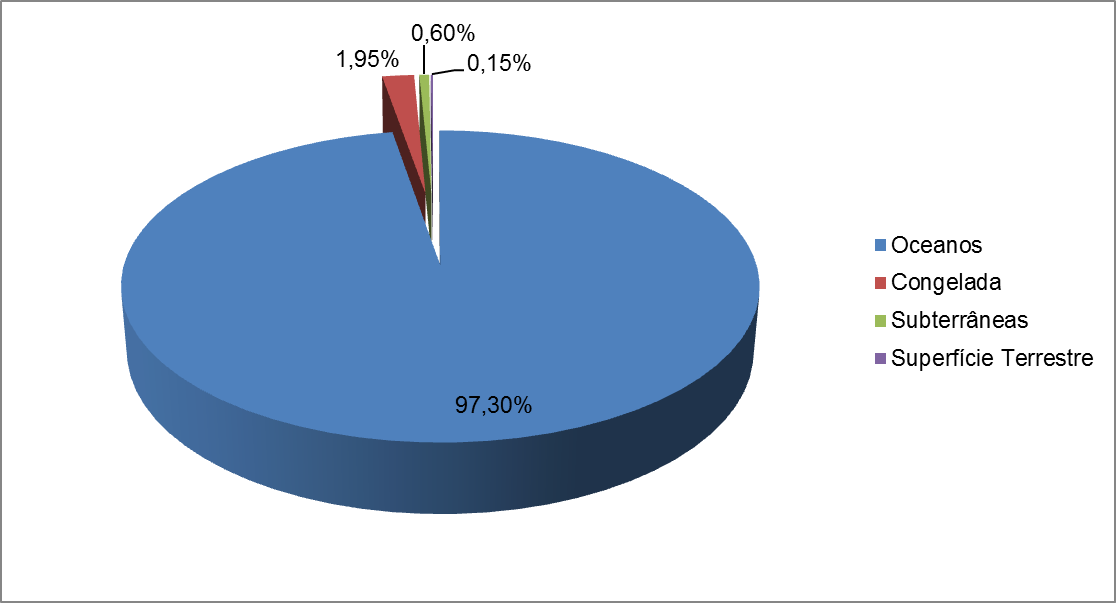 0,60%
1,95%
0,15%
97,30%
Oceanos
Congelada
Subterrâneas
Superfície Terrestre